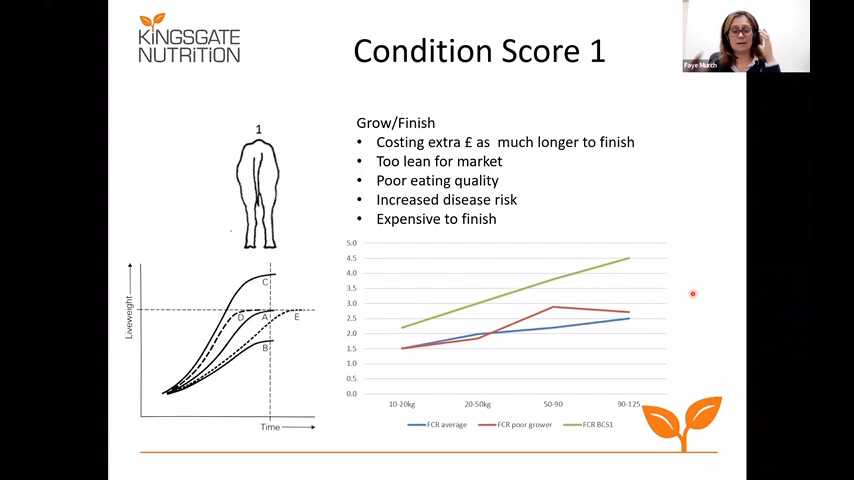 KINGSGATE
NUTRITION
Condition Score 1
Faye Murch
1
Grow/Finish
• Costing extra £ as much longer to finish
• Too lean for market
• Poor eating quality
• Increased disease risk
• Expensive to finish
Liveweight
C
D
A
E
B
Time
5.0
4.5
4.0
3.5
3.0
2.5
2.0
1.5
1.0
0.5
0.0
10-20kg
20-50kg
50-90
90-125
FCR average
FCR poor grower
FCR BCS1